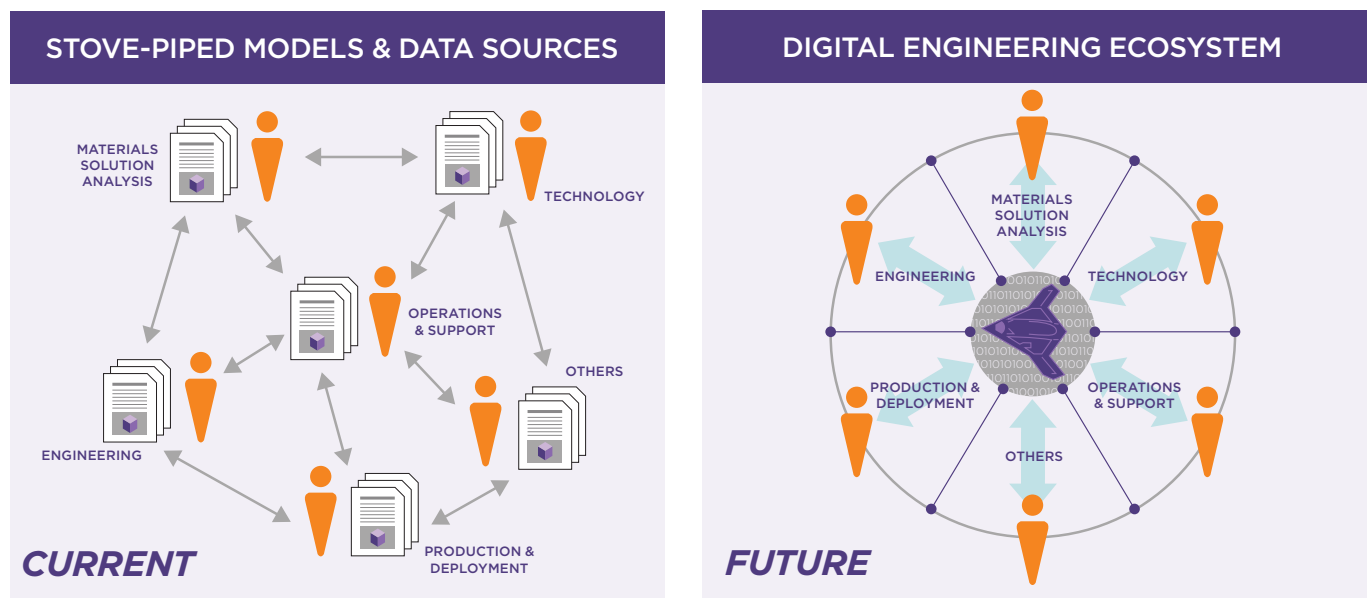 STOVE-PIPED MODELS & DATA SOURCES
MATERIALS
SOLUTION
ANALYSIS
TECHNOLOGY
OPERATIONS
& SUPPORT
OTHERS
ENGINEERING
PRODUCTION &
DEPLOYMENT
CURRENT
DIGITAL ENGINEERING ECOSYSTEM
MATERIALS
SOLUTION
ANALYSIS
ENGINEERING
TECHNOLOGY
PRODUCTION &
DEPLOYMENT
OPERATIONS
& SUPPORT
OTHERS
FUTURE